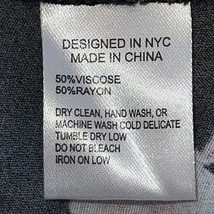 DESIGNED IN NYC
MADE IN CHINA
50%VISCOSE
50%RAYON
DRY CLEAN, HAND WASH, OR
MACHINE WASH COLD DELICATE
TUMBLE DRY LOW
DO NOT BLEACH
IRON ON LOW